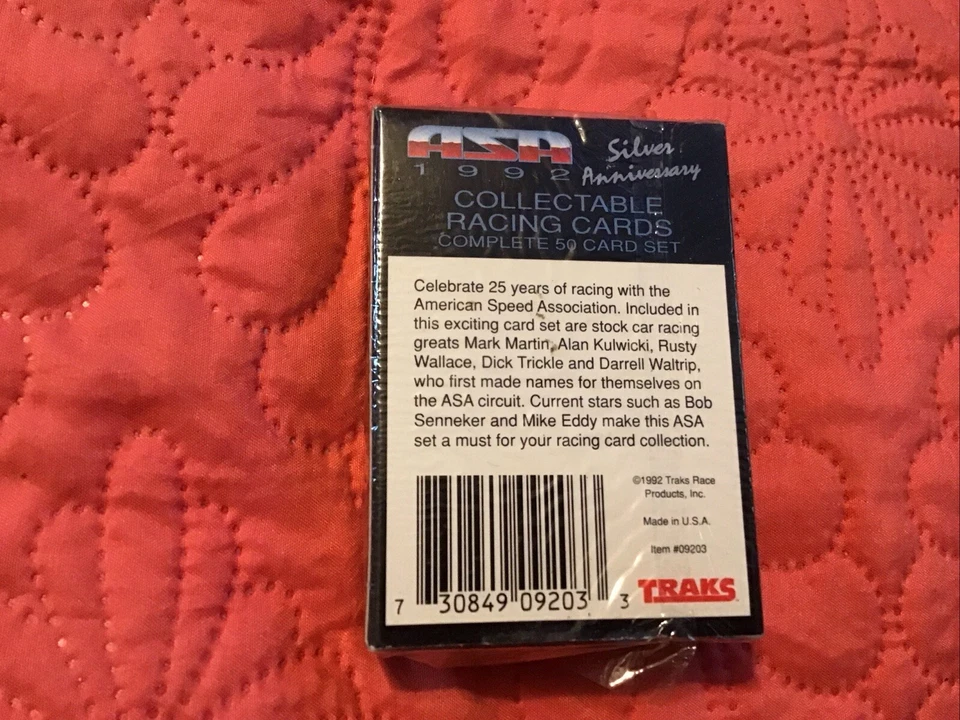 ASA Silver
1992 Anniversary
COLLECTABLE
RACING CARDS
COMPLETE 50 CARD SET
Celebrate 25 years of racing with the
American Speed Association. Included in
this exciting card set are stock car racing
greats Mark Martin, Alan Kulwicki, Rusty
Wallace, Dick Trickle and Darrell Waltrip,
who first made names for themselves on
the ASA circuit. Current stars such as Bob
Senneker and Mike Eddy make this ASA
set a must for your racing card collection.
©1992 Traks Race
Products, Inc.
Made in U.S.A.
Item #09203
TRAKS
7 30849 09203 3